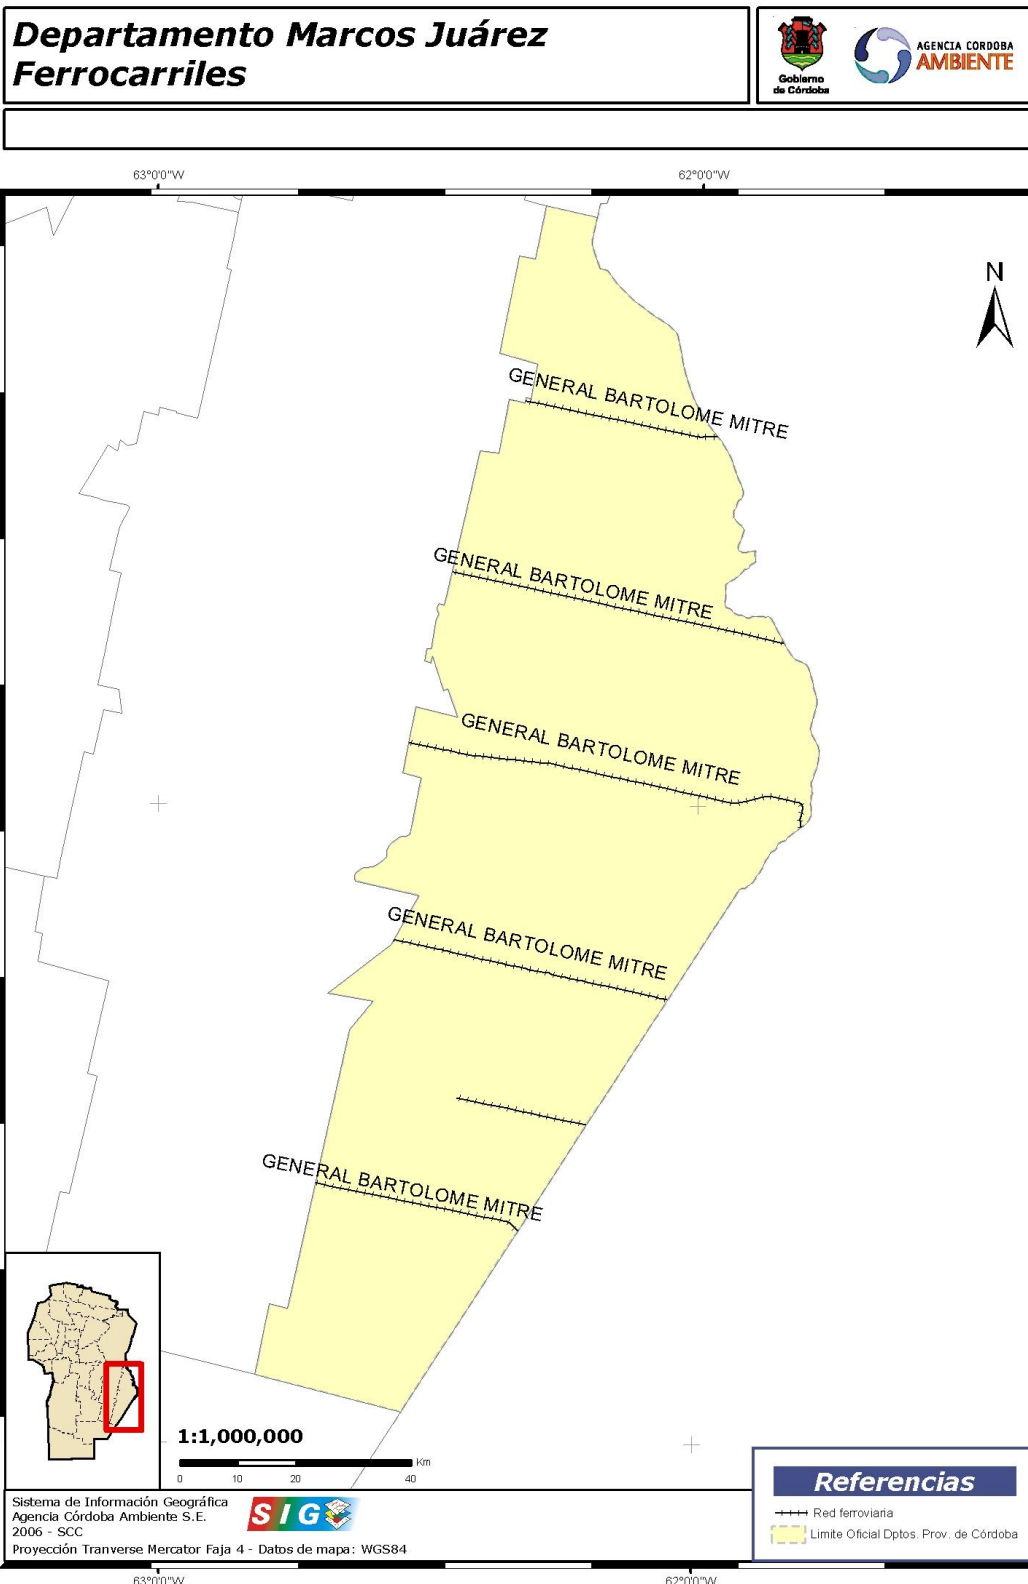 Departamento Marcos Juárez
Ferrocarriles
Gobierno
de Córdoba
AGENCIA CORDOBA
AMBIENTE
63°0'0"W
62°0'0"W
N
GENERAL BARTOLOME MITRE
GENERAL BARTOLOME MITRE
GENERAL BARTOLOME MITRE
GENERAL BARTOLOME MITRE
GENERAL BARTOLOME MITRE
1:1,000,000
Km
0 10 20 40
Referencias
Red ferroviaria
Limite Oficial Dptos. Prov. de Córdoba
Sistema de Información Geográfica
Agencia Córdoba Ambiente S.E.
2006 - SCC
Proyección Tranverse Mercator Faja 4 - Datos de mapa: WGS84
SIG
63°0'0"W
62°0'0"W